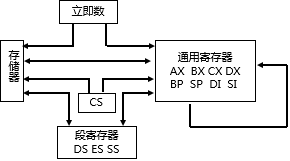 立即数
存储器
通用寄存器
AX BX CX DX
BP SP DI SI
CS
段寄存器
DS ES SS